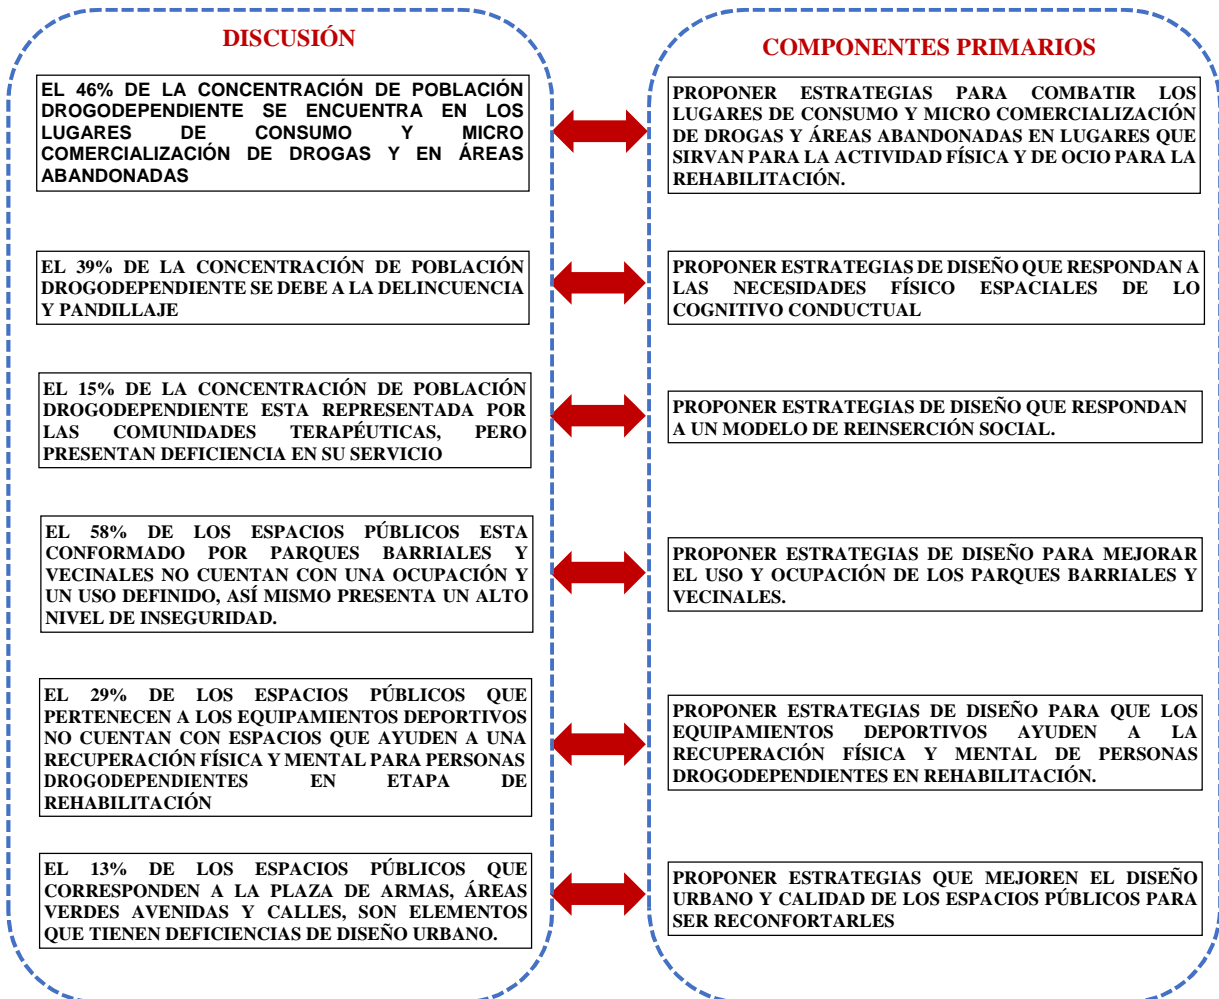 DISCUSIÓN
EL 46% DE LA CONCENTRACIÓN DE POBLACIÓN
DROGODEPENDIENTE SE ENCUENTRA EN LOS
LUGARES DE CONSUMO Y MICRO
COMERCIALIZACIÓN DE DROGAS Y EN ÁREAS
ABANDONADAS
EL 39% DE LA CONCENTRACIÓN DE POBLACIÓN
DROGODEPENDIENTE SE DEBE A LA DELINCUENCIA
Y PANDILLAJE
EL 15% DE LA CONCENTRACIÓN DE POBLACIÓN
DROGODEPENDIENTE ESTA REPRESENTADA POR
LAS COMUNIDADES TERAPÉUTICAS, PERO
PRESENTAN DEFICIENCIA EN SU SERVICIO
EL 58% DE LOS ESPACIOS PÚBLICOS ESTA
CONFORMADO POR PARQUES BARRIALES Y
VECINALES NO CUENTAN CON UNA OCUPACIÓN Y
UN USO DEFINIDO, ASÍ MISMO PRESENTA UN ALTO
NIVEL DE INSEGURIDAD.
EL 29% DE LOS ESPACIOS PÚBLICOS QUE
PERTENECEN A LOS EQUIPAMIENTOS DEPORTIVOS
NO CUENTAN CON ESPACIOS QUE AYUDEN A UNA
RECUPERACIÓN FÍSICA Y MENTAL PARA PERSONAS
DROGODEPENDIENTES EN ETAPA DE
REHABILITACIÓN
EL 13% DE LOS ESPACIOS PÚBLICOS QUE
CORRESPONDEN A LA PLAZA DE ARMAS, ÁREAS
VERDES AVENIDAS Y CALLES, SON ELEMENTOS
QUE TIENEN DEFICIENCIAS DE DISEÑO URBANO.
COMPONENTES PRIMARIOS
PROPONER ESTRATEGIAS PARA COMBATIR LOS
LUGARES DE CONSUMO Y MICRO COMERCIALIZACIÓN
DE DROGAS Y ÁREAS ABANDONADAS EN LUGARES QUE
SIRVAN PARA LA ACTIVIDAD FÍSICA Y DE OCIO PARA LA
REHABILITACIÓN.
PROPONER ESTRATEGIAS DE DISEÑO QUE RESPONDAN A
LAS NECESIDADES FÍSICO ESPACIALES DE LO
COGNITIVO CONDUCTUAL
PROPONER ESTRATEGIAS DE DISEÑO QUE RESPONDAN
A UN MODELO DE REINSERCIÓN SOCIAL.
PROPONER ESTRATEGIAS DE DISEÑO PARA MEJORAR
EL USO Y OCUPACIÓN DE LOS PARQUES BARRIALES Y
VECINALES.
PROPONER ESTRATEGIAS DE DISEÑO PARA QUE LOS
EQUIPAMIENTOS DEPORTIVOS AYUDEN A LA
RECUPERACIÓN FÍSICA Y MENTAL DE PERSONAS
DROGODEPENDIENTES EN REHABILITACIÓN.
PROPONER ESTRATEGIAS QUE MEJOREN EL DISEÑO
URBANO Y CALIDAD DE LOS ESPACIOS PÚBLICOS PARA
SER RECONFORTARLES